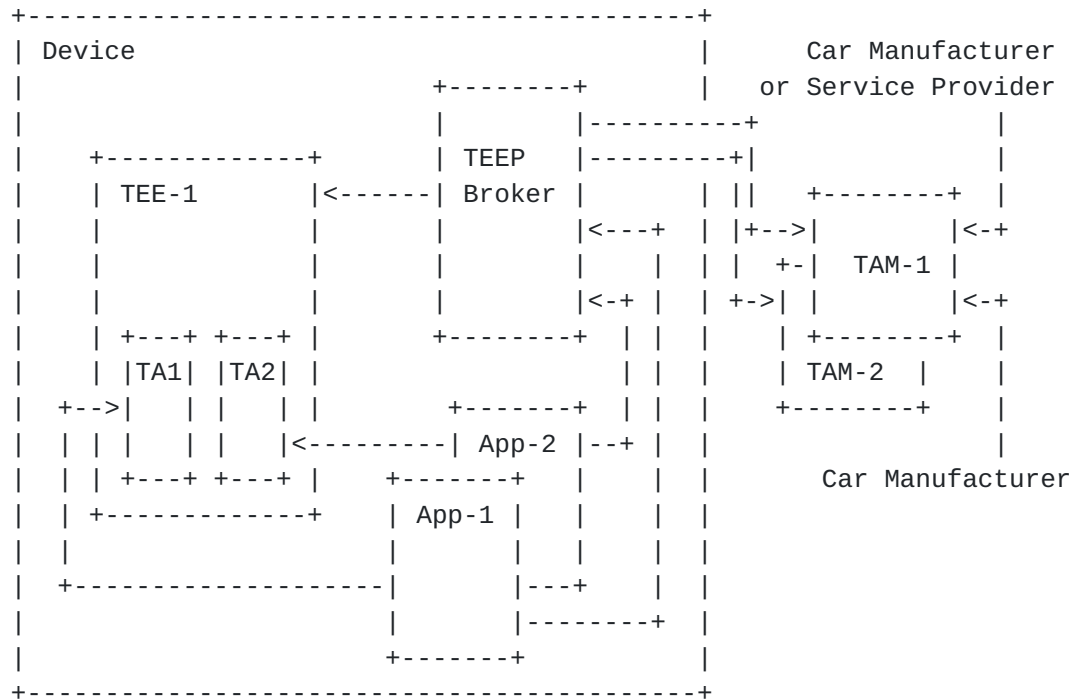 Device
Car Manufacturer
or Service Provider
TEEP
Broker
TEE-1
TAM-1
TA1
TA2
TAM-2
App-2
Car Manufacturer
App-1